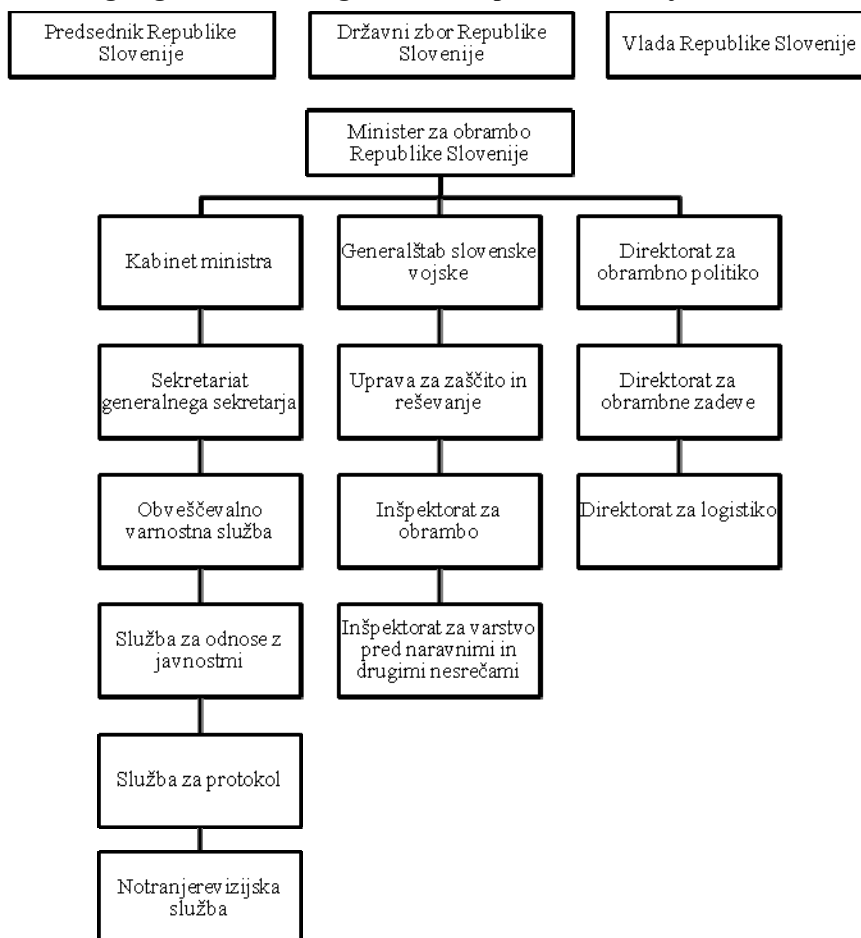 Predsednik Republike
Slovenije
Državni zbor Republike
Slovenije
Vlada Republike Slovenije
Minister za obrambo
Republike Slovenije
Kabinet ministra
Generalštab slovenske
vojske
Direktorat za
obrambno politiko
Sekretariat
generalnega sekretarja
Uprava za zaščito in
reševanje
Direktorat za
obrambne zadeve
Obveščevalno
varnostna služba
Inšpektorat za
obrambo
Direktorat za logistiko
Služba za odnose z
javnostmi
Inšpektorat za varstvo
pred naravnimi in
drugimi nesrečami
Služba za protokol
Notranjerevizijska
služba